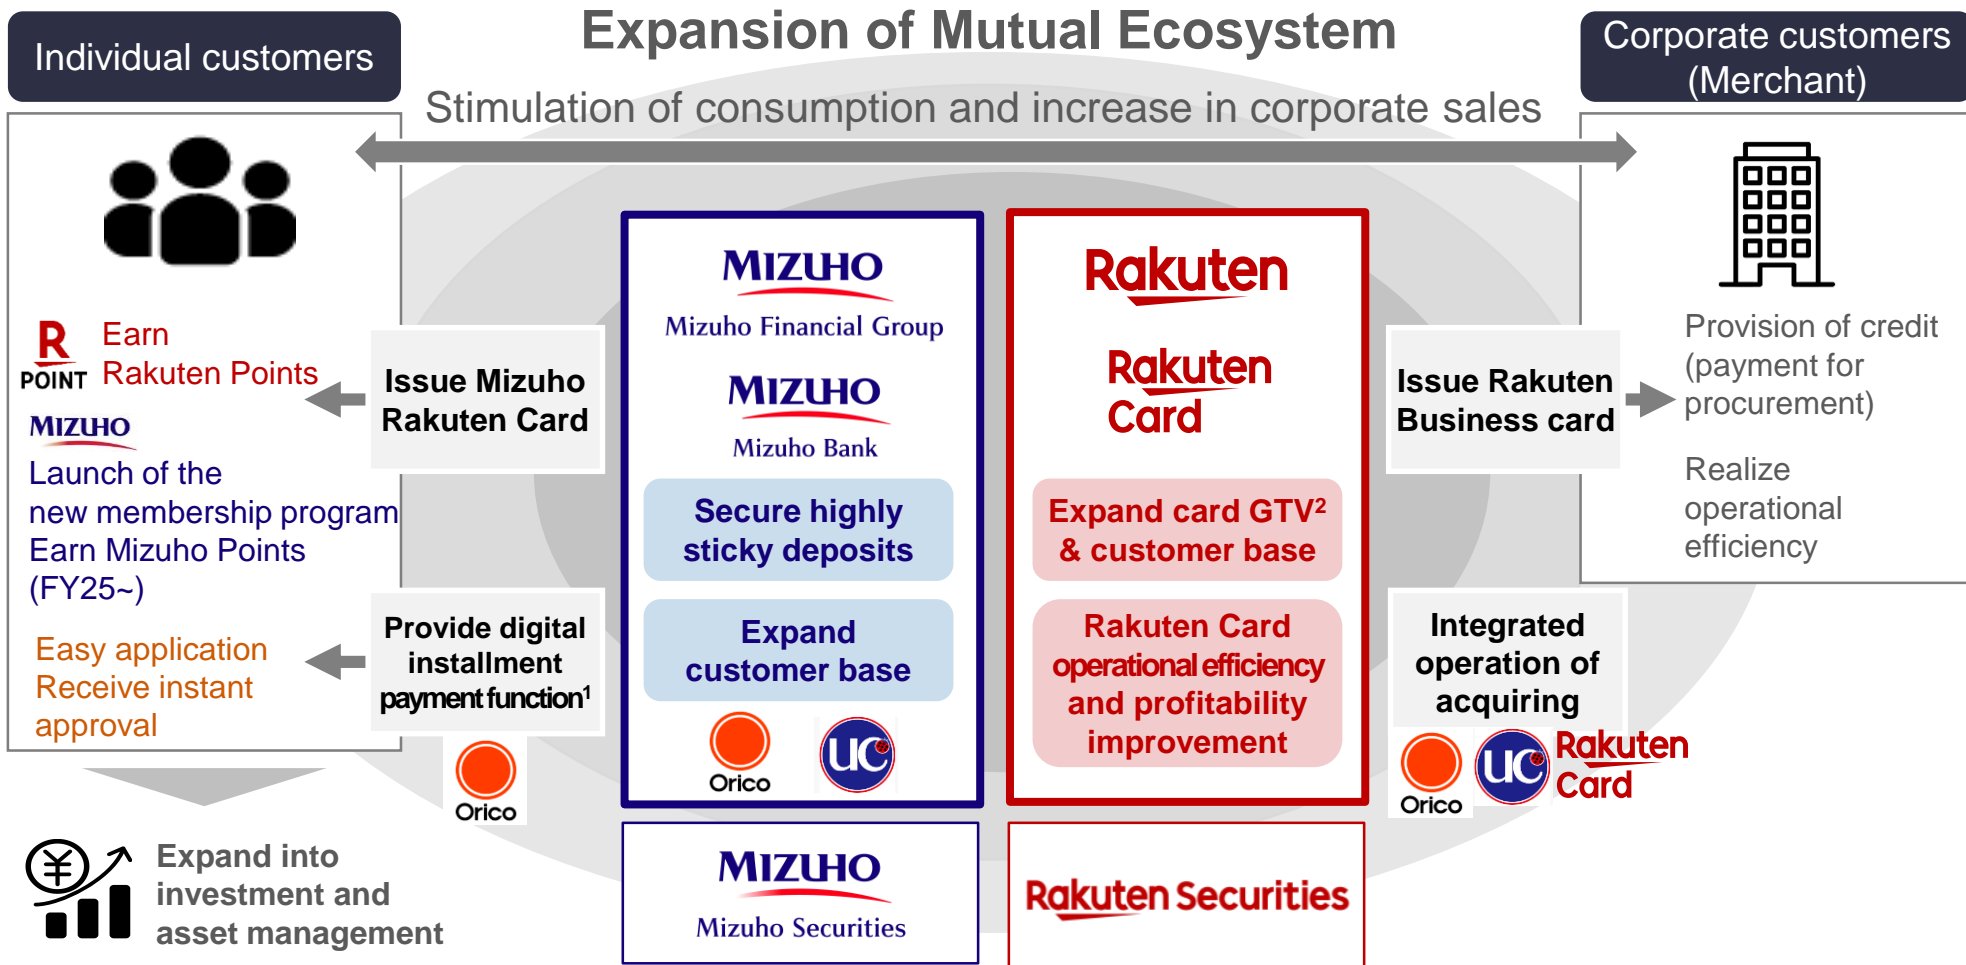 Expansion of Mutual Ecosystem
Stimulation of consumption and increase in corporate sales
Individual customers
R
POINT
Earn
Rakuten Points
MIZUHO
Launch of the
new membership program
Earn Mizuho Points
(FY25~)
Easy application
Receive instant
approval
Expand into
investment and
asset management
Issue Mizuho
Rakuten Card
Provide digital
installment
payment function¹
Orico
MIZUHO
Mizuho Financial Group
MIZUHO
Mizuho Bank
Secure highly
sticky deposits
Expand
customer base
Orico
UC
MIZUHO
Mizuho Securities
Rakuten
Rakuten
Card
Expand card GTV²
& customer base
Rakuten Card
operational efficiency
and profitability
improvement
Rakuten Securities
Issue Rakuten
Business card
Integrated
operation of
acquiring
Orico
UC
Rakuten
Card
Corporate customers
(Merchant)
Provision of credit
(payment for
procurement)
Realize
operational
efficiency